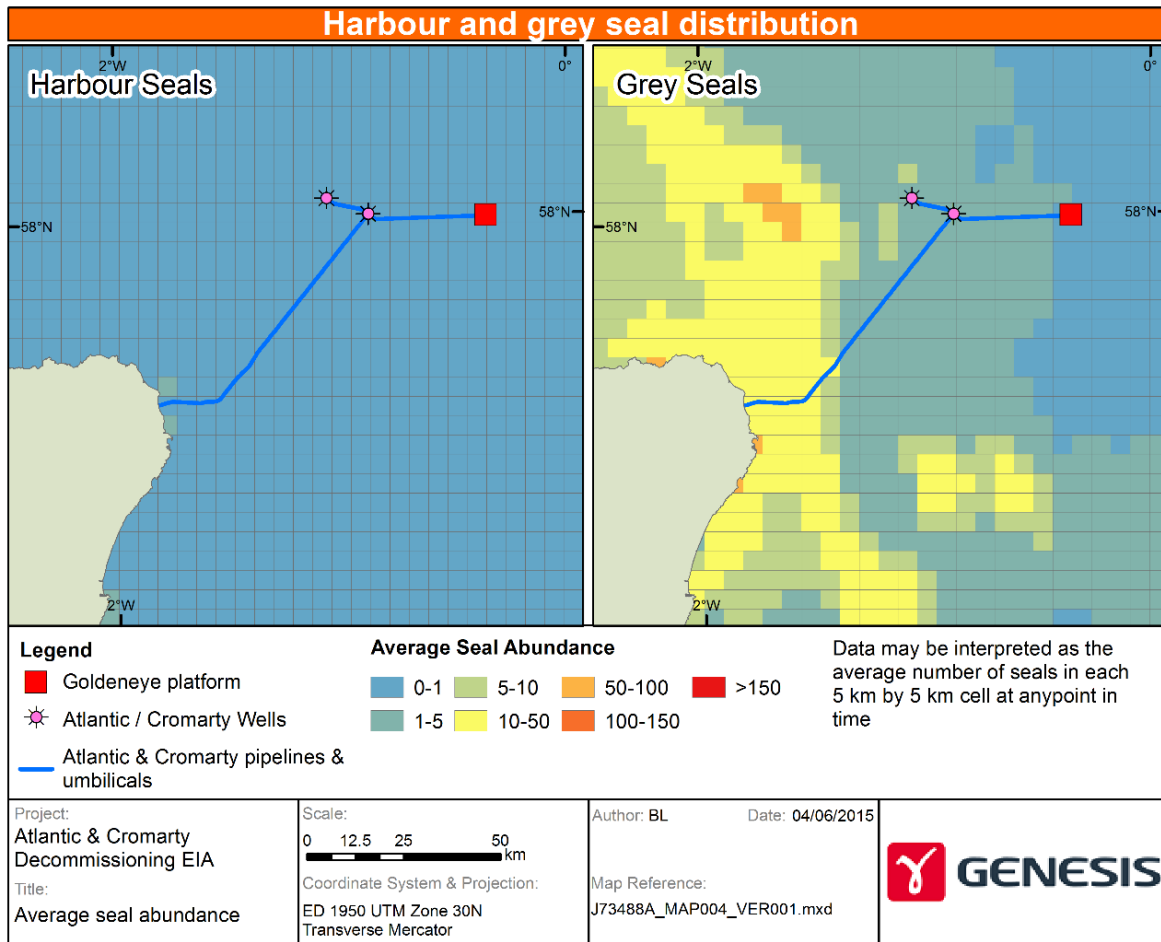 Harbour and grey seal distribution
2°W
0°
Harbour Seals
58°N
58°N
2°W
2°W
0°
Grey Seals
58°N
58°N
2°W
Legend
Goldeneye platform
Atlantic / Cromarty Wells
Atlantic & Cromarty pipelines &
umbilicals
Average Seal Abundance
0-1
5-10
50-100
>150
1-5
10-50
100-150
Data may be interpreted as the
average number of seals in each
5 km by 5 km cell at anypoint in
time
Project:
Atlantic & Cromarty
Decommissioning EIA
Title:
Average seal abundance
Scale:
0 12.5 25 50
km
Coordinate System & Projection:
ED 1950 UTM Zone 30N
Transverse Mercator
Author: BL Date: 04/06/2015
Map Reference:
J73488A_MAP004_VER001.mxd
GENESIS